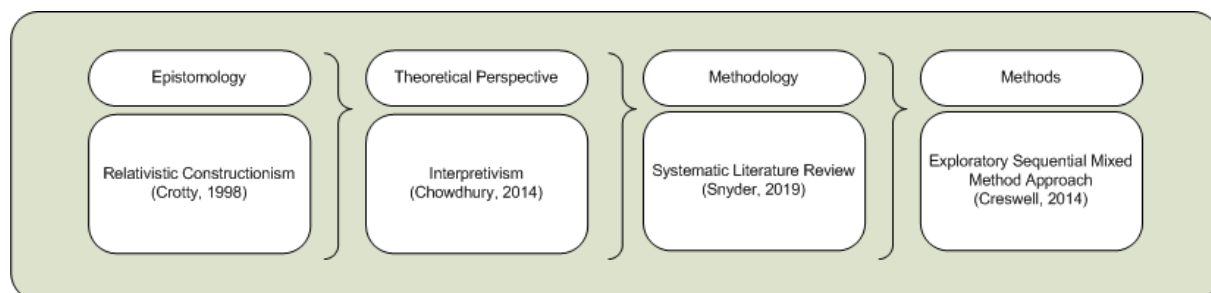 Epistomology
Relativistic Constructionism
(Crotty, 1998)
Theoretical Perspective
Interpretivism
(Chowdhury, 2014)
Methodology
Systematic Literature Review
(Snyder, 2019)
Methods
Exploratory Sequential Mixed
Method Approach
(Creswell, 2014)